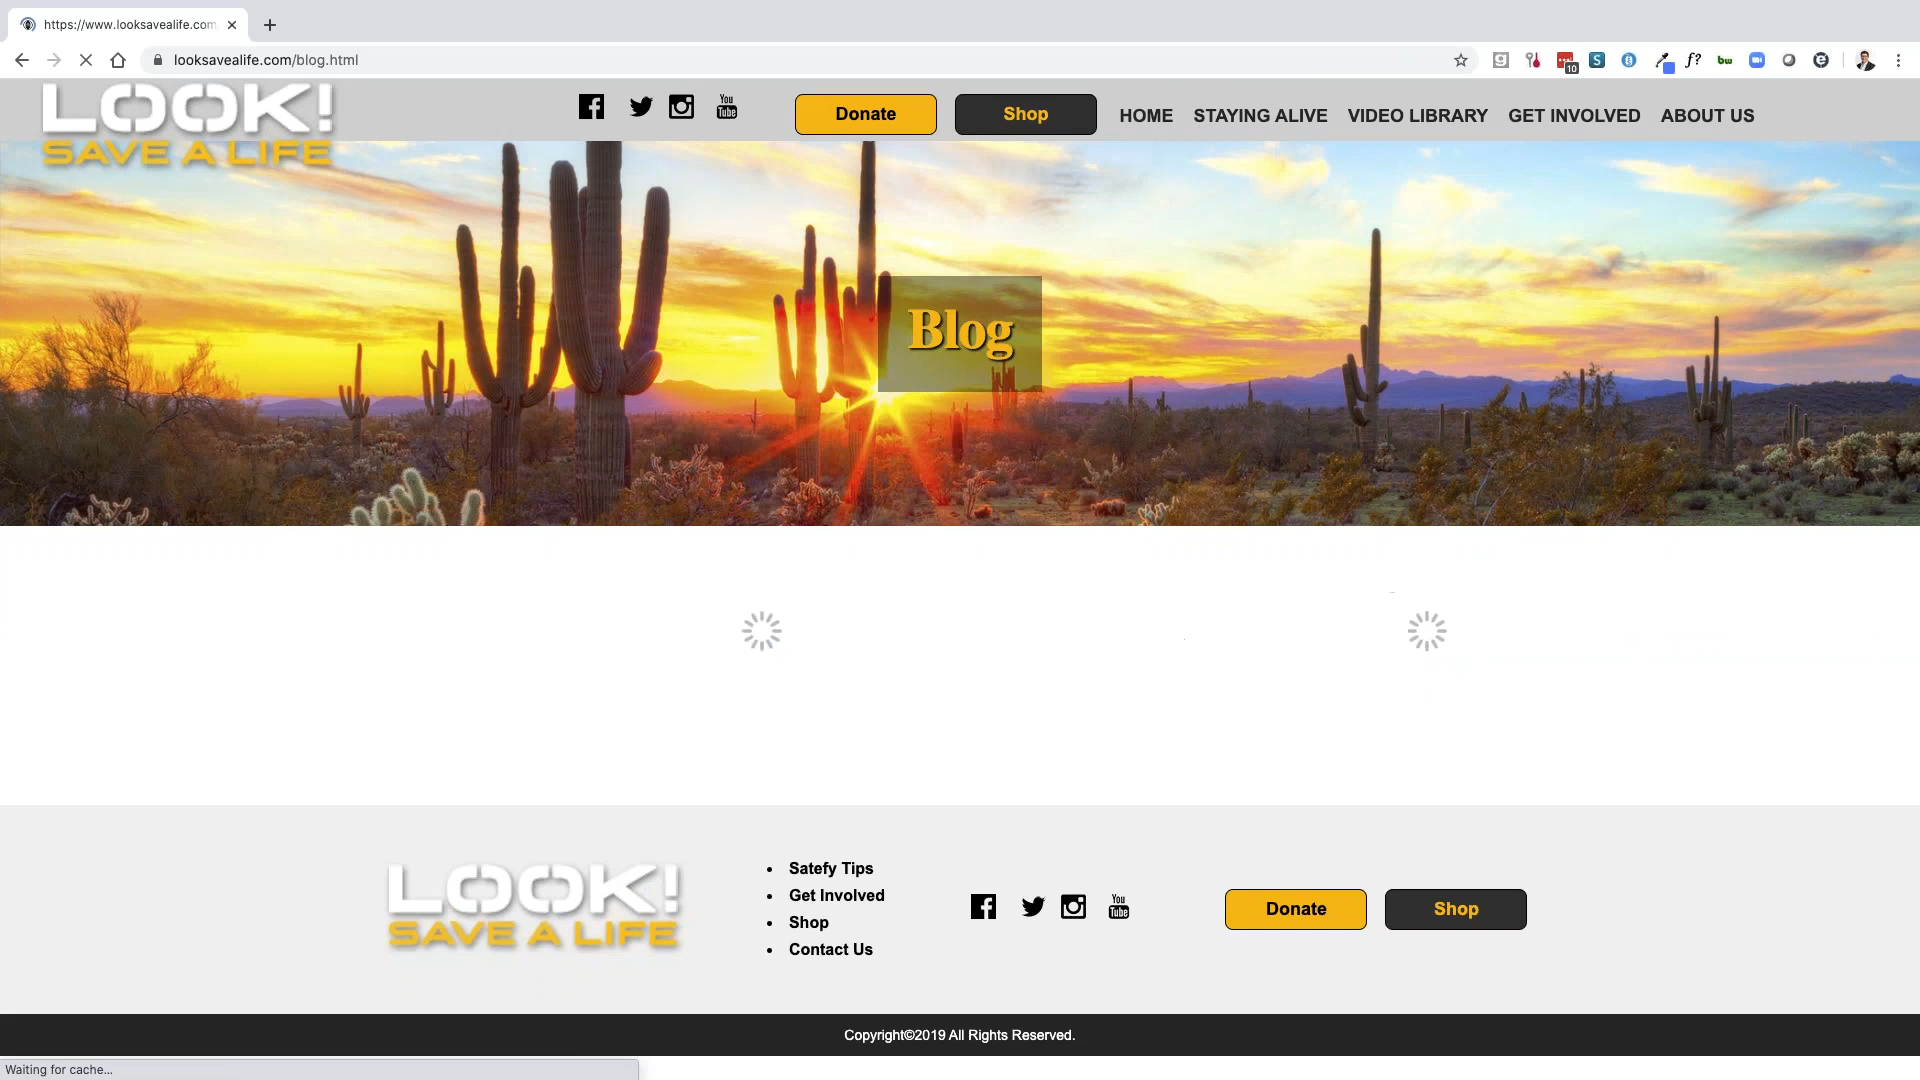 https://www.looksavealife.com
looksavealife.com/blog.html
10
S
f?
bw
LOOK!
SAVE A LIFE
You
Tube
Donate
Shop
HOME
STAYING ALIVE
VIDEO LIBRARY
GET INVOLVED
ABOUT US
Blog
LOOK!
SAVE A LIFE
Satefy Tips
Get Involved
Shop
Contact Us
You
Tube
Donate
Shop
Copyright©2019 All Rights Reserved.
Waiting for cache...